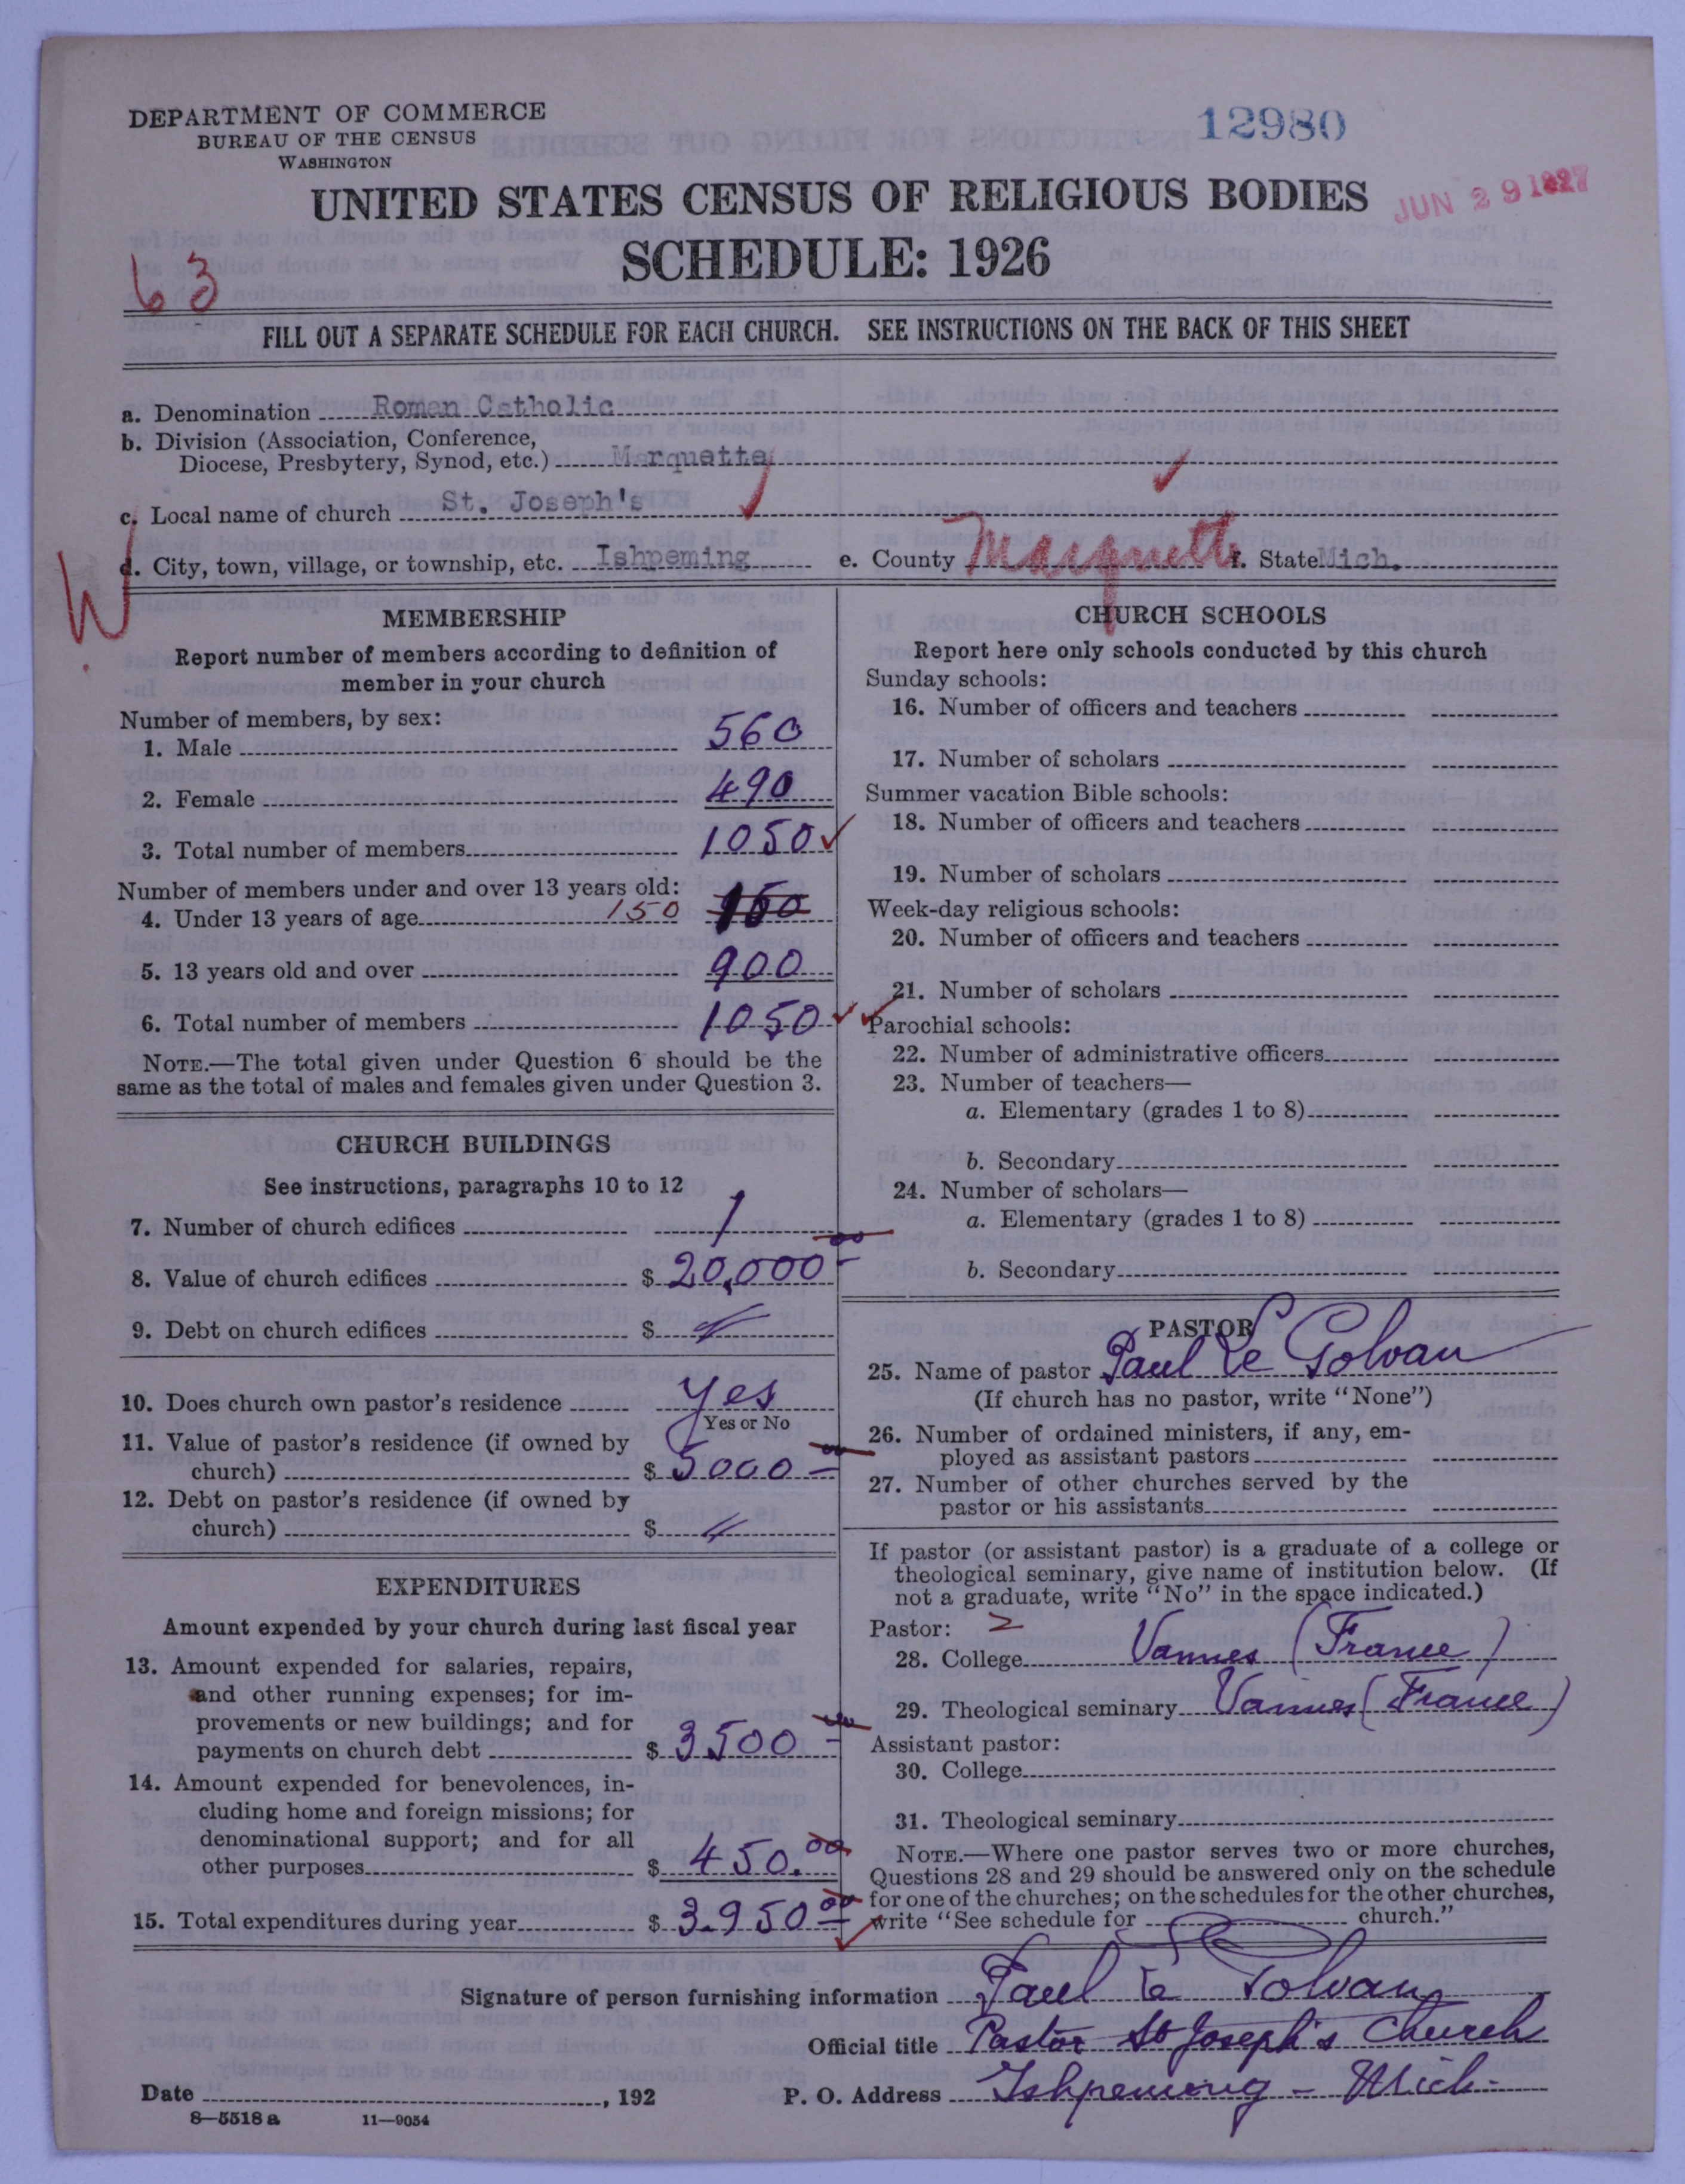 DEPARTMENT OF COMMERCE
BUREAU OF THE CENSUS
WASHINGTON
12980
UNITED STATES CENSUS OF RELIGIOUS BODIES
JUN 29 1927
SCHEDULE: 1926
63
FILL OUT A SEPARATE SCHEDULE FOR EACH CHURCH. SEE INSTRUCTIONS ON THE BACK OF THIS SHEET
a. Denomination Roman Catholic
b. Division (Association, Conference,
Diocese, Presbytery, Synod, etc.) Marquette
c. Local name of church St. Joseph's
W
d. City, town, village, or township, etc. Ishpeming e. County Marquette f. State Mich.
MEMBERSHIP
Report number of members according to definition of
member in your church
Number of members, by sex:
1. Male 560
2. Female 490
3. Total number of members 1050 ✓
Number of members under and over 13 years old:
4. Under 13 years of age 150
5. 13 years old and over 900
6. Total number of members 1050 ✓
NOTE.—The total given under Question 6 should be the
same as the total of males and females given under Question 3.
CHURCH BUILDINGS
See instructions, paragraphs 10 to 12
7. Number of church edifices 1
8. Value of church edifices $ 20,000 00
9. Debt on church edifices $
10. Does church own pastor's residence Yes
Yes or No
11. Value of pastor's residence (if owned by
church) $ 5000 00
12. Debt on pastor's residence (if owned by
church) $
EXPENDITURES
Amount expended by your church during last fiscal year
13. Amount expended for salaries, repairs,
and other running expenses; for im-
provements or new buildings; and for
payments on church debt $ 3500 00
14. Amount expended for benevolences, in-
cluding home and foreign missions; for
denominational support; and for all
other purposes $ 450.00
15. Total expenditures during year $ 3.950 00
CHURCH SCHOOLS
Report here only schools conducted by this church
Sunday schools:
16. Number of officers and teachers
17. Number of scholars
Summer vacation Bible schools:
18. Number of officers and teachers
19. Number of scholars
Week-day religious schools:
20. Number of officers and teachers
21. Number of scholars
Parochial schools:
22. Number of administrative officers
23. Number of teachers—
a. Elementary (grades 1 to 8)
b. Secondary
24. Number of scholars—
a. Elementary (grades 1 to 8)
b. Secondary
PASTOR
25. Name of pastor Paul Le Golvan
(If church has no pastor, write "None")
26. Number of ordained ministers, if any, em-
ployed as assistant pastors
27. Number of other churches served by the
pastor or his assistants
If pastor (or assistant pastor) is a graduate of a college or
theological seminary, give name of institution below. (If
not a graduate, write "No" in the space indicated.)
Pastor: 2
28. College Vannes (France)
29. Theological seminary Vannes (France)
Assistant pastor:
30. College
31. Theological seminary
NOTE.—Where one pastor serves two or more churches,
Questions 28 and 29 should be answered only on the schedule
for one of the churches; on the schedules for the other churches,
write "See schedule for church."
Signature of person furnishing information Paul Le Golvan
Official title Pastor St Joseph's Church
Date , 192 P. O. Address Ishpeming - Mich.
8—5518 a 11—9054